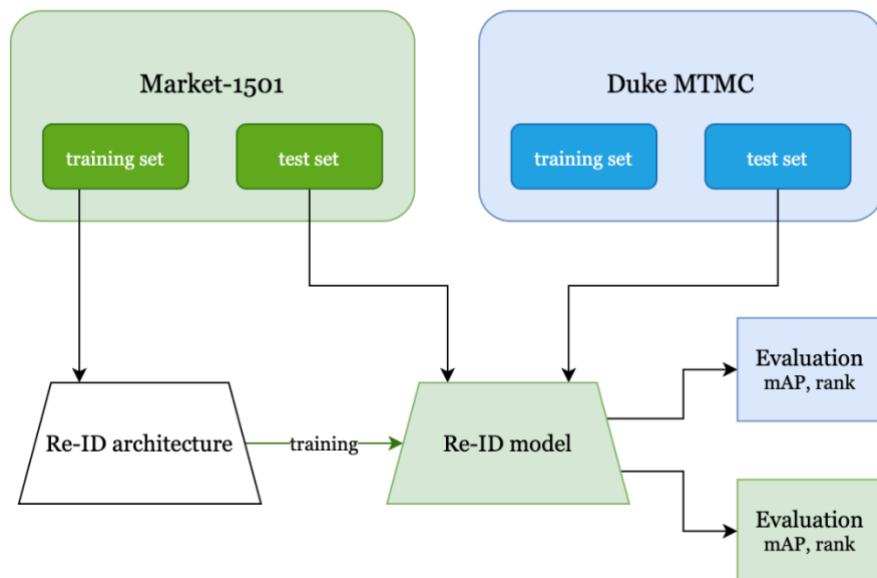 Market-1501
training set
test set
Duke MTMC
training set
test set
Re-ID architecture
training
Re-ID model
Evaluation
mAP, rank
Evaluation
mAP, rank